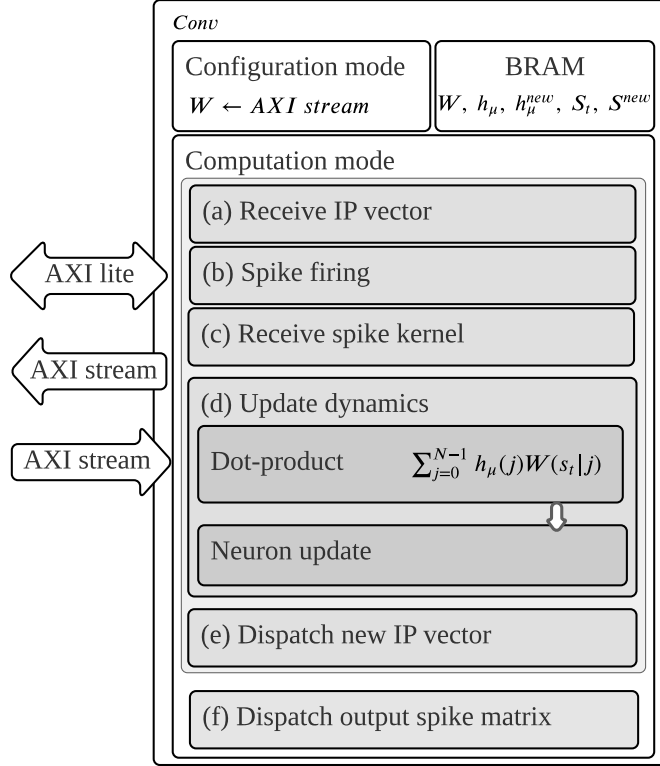 Conv
Configuration mode
W ← AXI stream
BRAM
W, h_μ, h_μ^{new}, S_t, S^{new}
Computation mode
(a) Receive IP vector
AXI lite
(b) Spike firing
(c) Receive spike kernel
AXI stream
(d) Update dynamics
AXI stream
Dot-product ∑_{j=0}^{N−1} h_μ(j)W(s_t|j)
Neuron update
(e) Dispatch new IP vector
(f) Dispatch output spike matrix